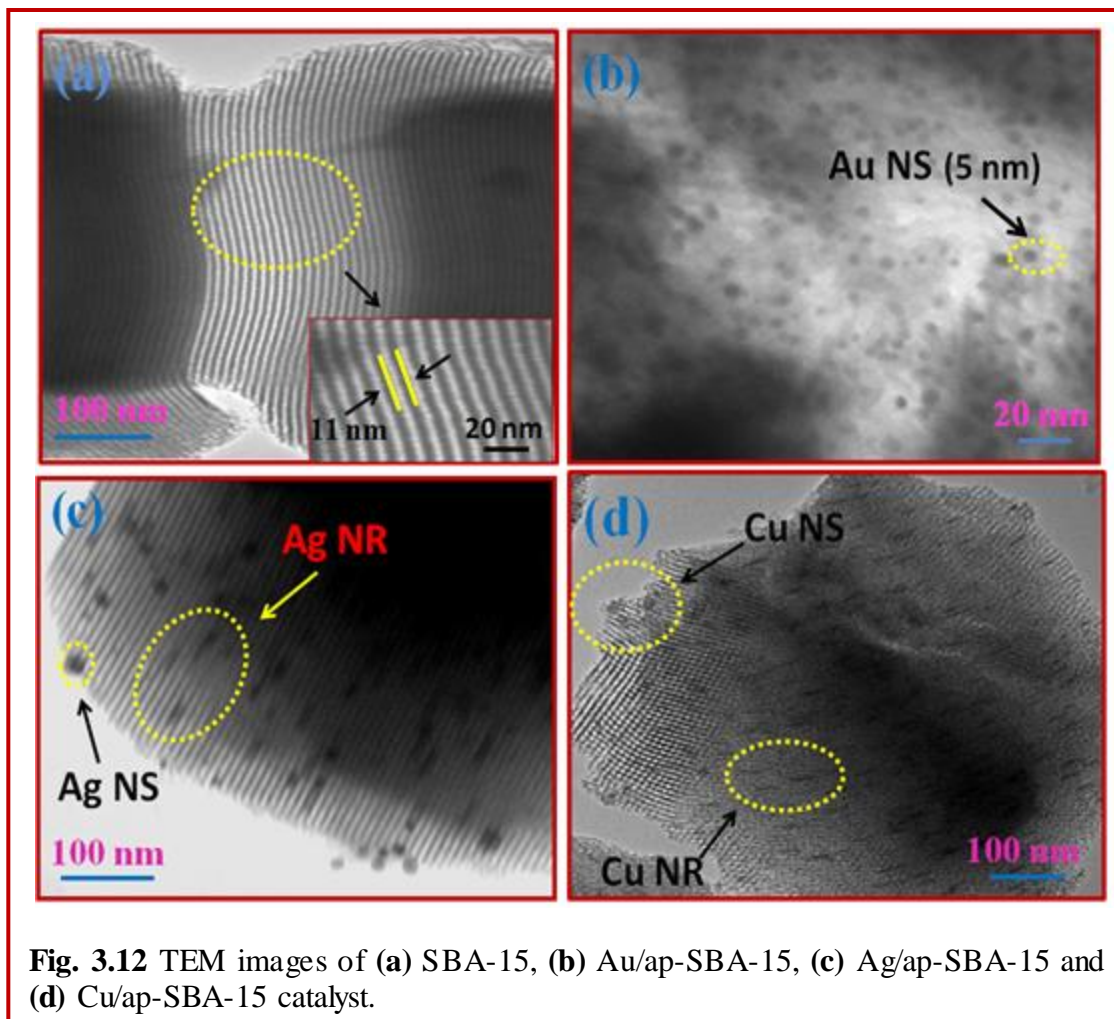 (a)
100 nm
11 nm
20 nm
(b)
Au NS (5 nm)
20 nm
(c)
Ag NR
Ag NS
100 nm
(d)
Cu NS
Cu NR
100 nm
Fig. 3.12 TEM images of (a) SBA-15, (b) Au/ap-SBA-15, (c) Ag/ap-SBA-15 and
(d) Cu/ap-SBA-15 catalyst.